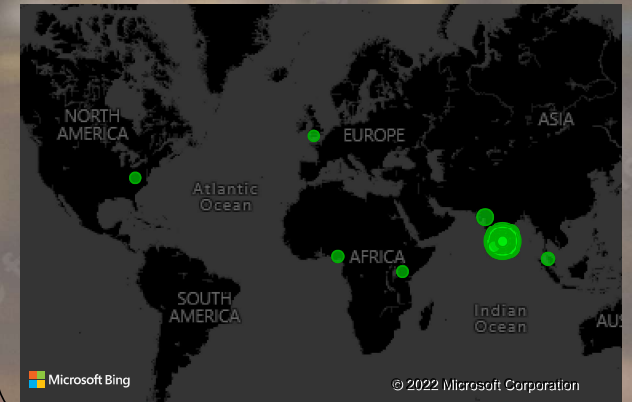 NORTH
AMERICA
EUROPE
ASIA
Atlantic
Ocean
AFRICA
SOUTH
AMERICA
Indian
Ocean
AUS
Microsoft Bing
© 2022 Microsoft Corporation